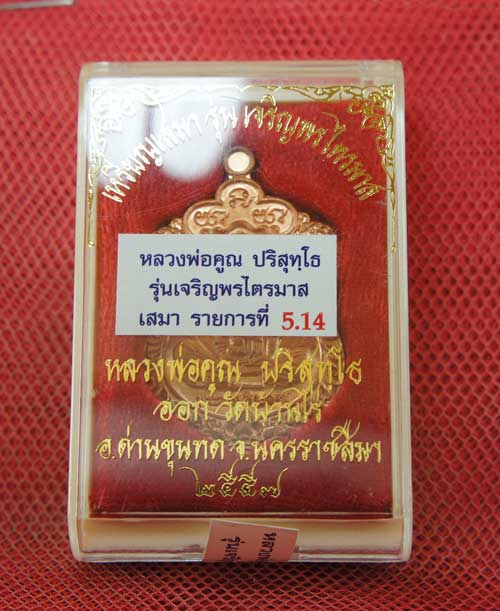 เหรียญเสมา รุ่น เจริญพรไตรมาส
หลวงพ่อคูณ ปริสุทฺโธ
รุ่นเจริญพรไตรมาส
เสมา รายการที่ 5.14
หลวงพ่อคูณ ปริสุทฺโธ
ออก วัดบ้านไร่
อ.ด่านขุนทด จ.นครราชสีมา
๒๕๕๗